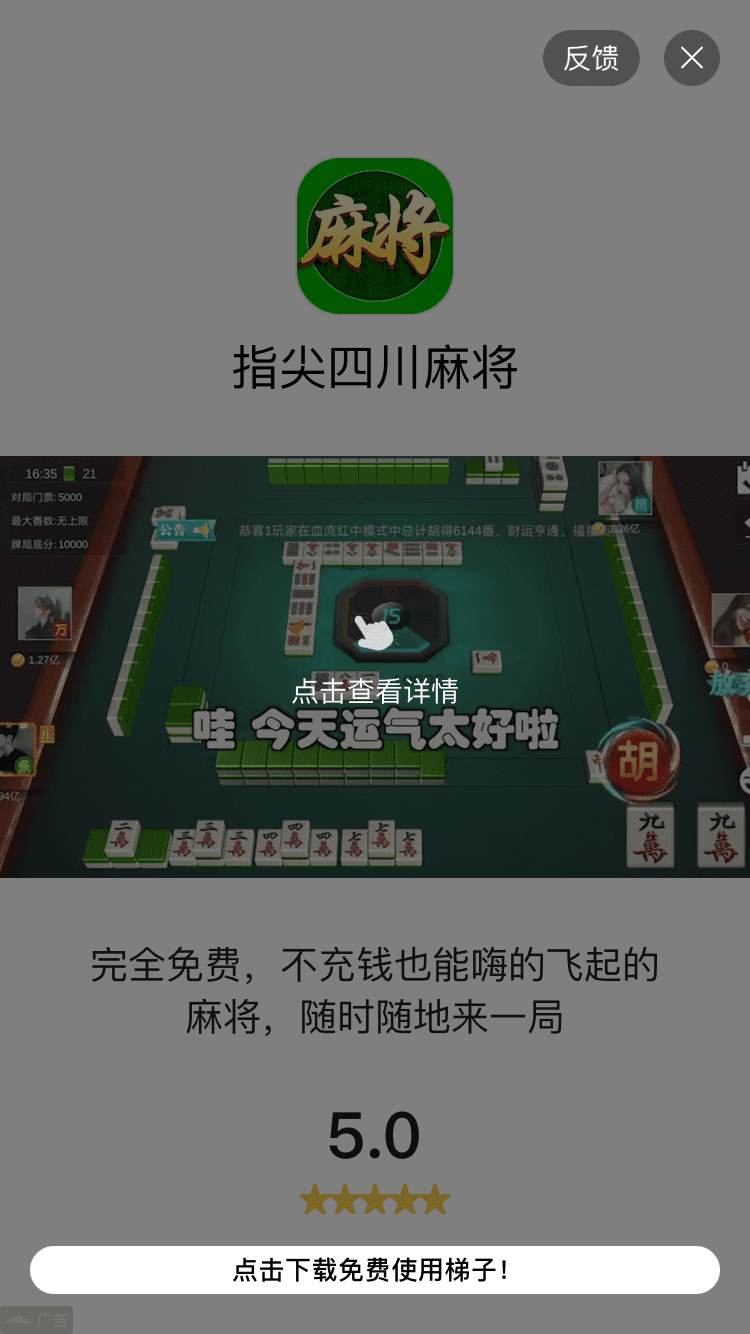 反馈
麻将
指尖四川麻将
16:35 21
对局门票:5000
最大番数:无上限
牌局底分:10000
公告
恭喜1玩家在血流红中模式中总计胡得6144番，财运亨通，福星
万
1.27亿
15
点击查看详情
哇 今天运气太好啦
胡
条
94亿
二萬 三萬 三萬 三萬 四萬 四萬 四萬 七萬 七萬 七萬
九萬 九萬
完全免费，不充钱也能嗨的飞起的
麻将，随时随地来一局
5.0
点击下载免费使用梯子！
广告